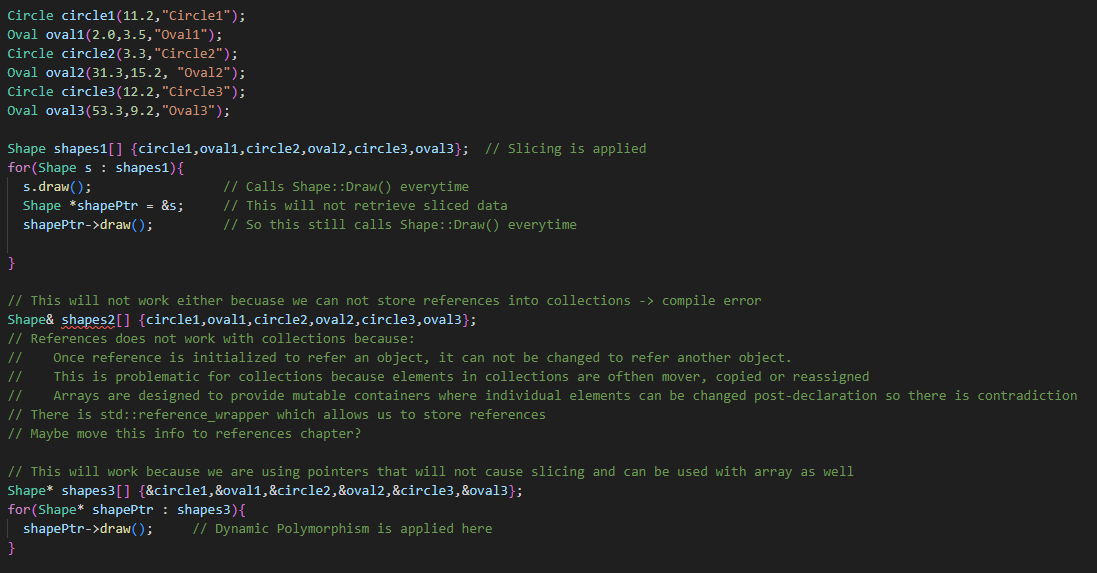 Circle circle1(11.2,"Circle1");
Oval oval1(2.0,3.5,"Oval1");
Circle circle2(3.3,"Circle2");
Oval oval2(31.3,15.2, "Oval2");
Circle circle3(12.2,"Circle3");
Oval oval3(53.3,9.2,"Oval3");
Shape shapes1[] {circle1,oval1,circle2,oval2,circle3,oval3};  // Slicing is applied
for(Shape s : shapes1){
  s.draw();                 // Calls Shape::Draw() everytime
  Shape *shapePtr = &s;     // This will not retrieve sliced data
  shapePtr->draw();         // So this still calls Shape::Draw() everytime
}
// This will not work either becuase we can not store references into collections -> compile error
Shape& shapes2[] {circle1,oval1,circle2,oval2,circle3,oval3};
// References does not work with collections because:
//    Once reference is initialized to refer an object, it can not be changed to refer another object.
//    This is problematic for collections because elements in collections are ofthen mover, copied or reassigned
//    Arrays are designed to provide mutable containers where individual elements can be changed post-declaration so there is contradiction
// There is std::reference_wrapper which allows us to store references
// Maybe move this info to references chapter?
// This will work because we are using pointers that will not cause slicing and can be used with array as well
Shape* shapes3[] {&circle1,&oval1,&circle2,&oval2,&circle3,&oval3};
for(Shape* shapePtr : shapes3){
  shapePtr->draw();     // Dynamic Polymorphism is applied here
}